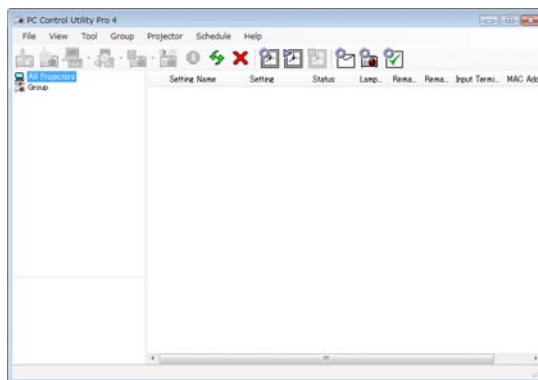 PC Control Utility Pro 4
File View Tool Group Projector Schedule Help
Setting Name Setting Status Lamp... Rema... Rema... Input Termi... MAC Add
All Projectors
Group